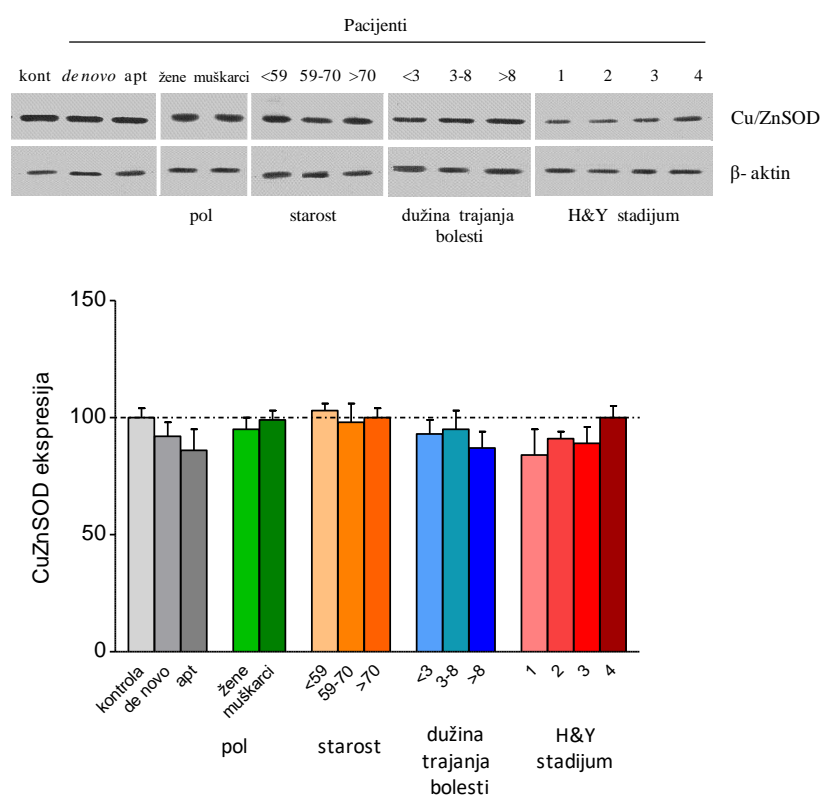 Pacijenti
kont de novo apt žene muškarci <59 59-70 >70 <3 3-8 >8 1 2 3 4
Cu/ZnSOD
β- aktin
pol starost dužina trajanja bolesti H&Y stadijum
150
100
50
0
CuZnSOD ekspresija
kontrola de novo apt žene muškarci <59 59-70 >70 <3 3-8 >8 1 2 3 4
pol starost dužina trajanja bolesti H&Y stadijum